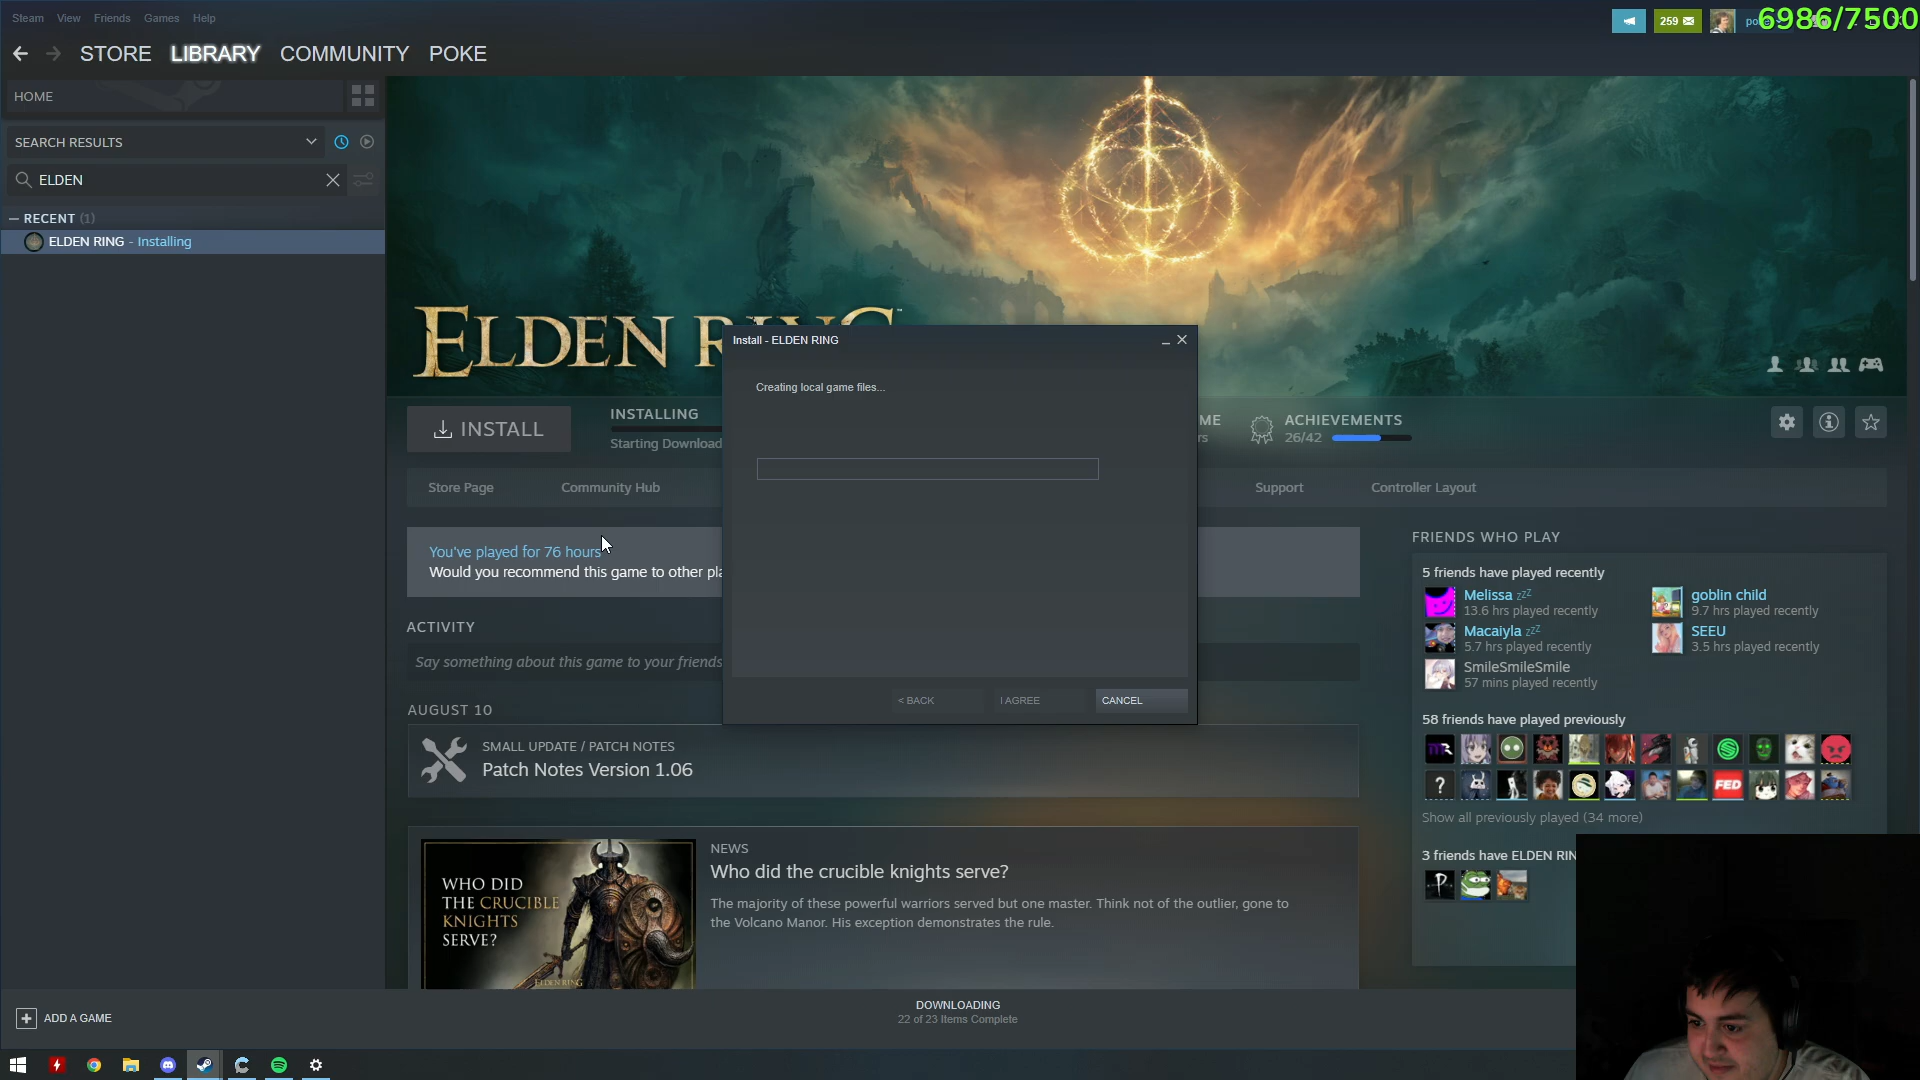 Steam View Friends Games Help
259
6986/7500
STORE LIBRARY COMMUNITY POKE
HOME
SEARCH RESULTS
ELDEN
RECENT (1)
ELDEN RING - Installing
ELDEN RING
Install - ELDEN RING
Creating local game files...
< BACK
I AGREE
CANCEL
INSTALL
INSTALLING
Starting Download
ACHIEVEMENTS
26/42
Store Page
Community Hub
Support
Controller Layout
You've played for 76 hours
Would you recommend this game to other pla
ACTIVITY
Say something about this game to your friends
AUGUST 10
SMALL UPDATE / PATCH NOTES
Patch Notes Version 1.06
WHO DID
THE CRUCIBLE
KNIGHTS
SERVE?
ELDEN RING
NEWS
Who did the crucible knights serve?
The majority of these powerful warriors served but one master. Think not of the outlier, gone to
the Volcano Manor. His exception demonstrates the rule.
FRIENDS WHO PLAY
5 friends have played recently
Melissa zzZ
13.6 hrs played recently
goblin child
9.7 hrs played recently
Macaiyla zzZ
5.7 hrs played recently
SEEU
3.5 hrs played recently
SmileSmileSmile
57 mins played recently
58 friends have played previously
?
FED
Show all previously played (34 more)
3 friends have ELDEN RIN
P
ADD A GAME
DOWNLOADING
22 of 23 Items Complete